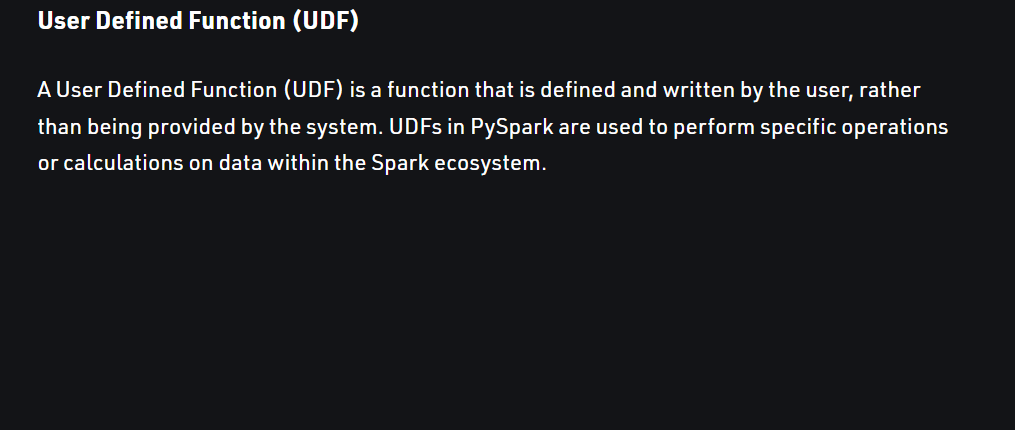 User Defined Function (UDF)
A User Defined Function (UDF) is a function that is defined and written by the user, rather
than being provided by the system. UDFs in PySpark are used to perform specific operations
or calculations on data within the Spark ecosystem.